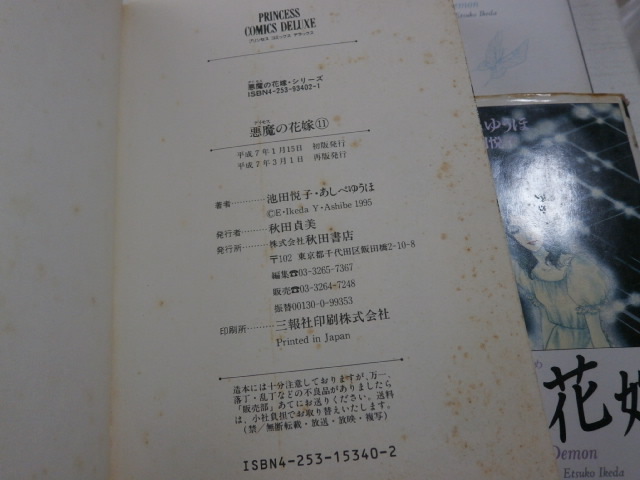 PRINCESS
COMICS DELUXE
プリンセス コミックス デラックス
悪魔の花嫁・シリーズ
ISBN4-253-93402-1
デイモス
悪魔の花嫁⑪
平成7年1月15日 初版発行
平成7年3月1日 再版発行
著者 池田悦子・あしべゆうほ
©E・Ikeda Y・Ashibe 1995
発行者 秋田貞美
発行所 株式会社秋田書店
〒102 東京都千代田区飯田橋2-10-8
編集☎03-3265-7367
販売☎03-3264-7248
振替00130-0-99353
印刷所 三報社印刷株式会社
Printed in Japan
造本には十分注意しておりますが、万一、
落丁・乱丁などの不良品がありましたら
「販売部」あてにお送りください。送料
は、小社負担でお取り替えいたします。
(禁/無断転載・放送・放映・複写)
ISBN4-253-15340-2
Demon
Etsuko Ikeda
ゆうほ
悦
花嫁
Demon
Etsuko Ikeda